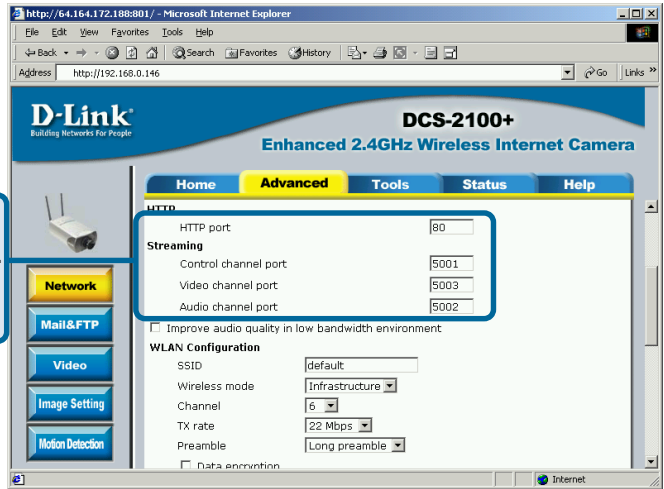 http://64.164.172.188:801/ - Microsoft Internet Explorer
File Edit View Favorites Tools Help
Back Search Favorites History
Address http://192.168.0.146 Go Links »
D-Link®
Building Networks For People
DCS-2100+
Enhanced 2.4GHz Wireless Internet Camera
Home Advanced Tools Status Help
HTTP
HTTP port 80
Streaming
Control channel port 5001
Video channel port 5003
Audio channel port 5002
Improve audio quality in low bandwidth environment
WLAN Configuration
SSID default
Wireless mode Infrastructure
Channel 6
TX rate 22 Mbps
Preamble Long preamble
Data encryption
Network
Mail&FTP
Video
Image Setting
Motion Detection
Internet